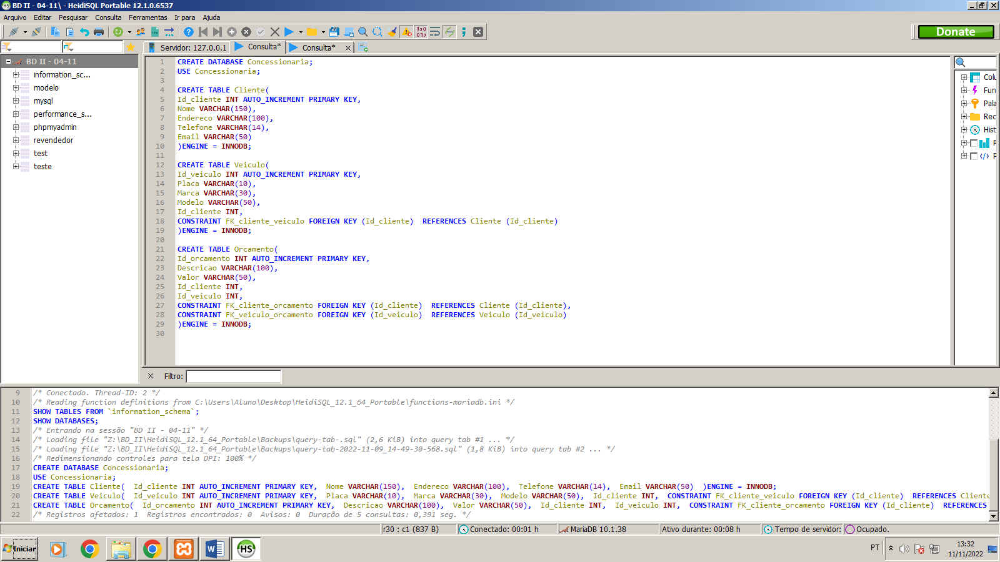 BD II - 04-11\ - HeidiSQL Portable 12.1.0.6537
Arquivo Editar Pesquisar Consulta Ferramentas Ir para Ajuda
Donate
Servidor: 127.0.0.1 Consulta* Consulta*
BD II - 04-11
information_sc...
modelo
mysql
performance_s...
phpmyadmin
revendedor
test
teste
1 CREATE DATABASE Concessionaria;
2 USE Concessionaria;
3
4 CREATE TABLE Cliente(
5 Id_cliente INT AUTO_INCREMENT PRIMARY KEY,
6 Nome VARCHAR(150),
7 Endereco VARCHAR(100),
8 Telefone VARCHAR(14),
9 Email VARCHAR(50)
10 )ENGINE = INNODB;
11
12 CREATE TABLE Veiculo(
13 Id_veiculo INT AUTO_INCREMENT PRIMARY KEY,
14 Placa VARCHAR(10),
15 Marca VARCHAR(30),
16 Modelo VARCHAR(50),
17 Id_cliente INT,
18 CONSTRAINT FK_cliente_veiculo FOREIGN KEY (Id_cliente) REFERENCES Cliente (Id_cliente)
19 )ENGINE = INNODB;
20
21 CREATE TABLE Orcamento(
22 Id_orcamento INT AUTO_INCREMENT PRIMARY KEY,
23 Descricao VARCHAR(100),
24 Valor VARCHAR(50),
25 Id_cliente INT,
26 Id_veiculo INT,
27 CONSTRAINT FK_cliente_orcamento FOREIGN KEY (Id_cliente) REFERENCES Cliente (Id_cliente),
28 CONSTRAINT FK_veiculo_orcamento FOREIGN KEY (Id_veiculo) REFERENCES Veiculo (Id_veiculo)
29 )ENGINE = INNODB;
30
Colu
Fun
Pala
Rec
Hist
P
P
Filtro:
9 /* Conectado. Thread-ID: 2 */
10 /* Reading function definitions from C:\Users\Aluno\Desktop\HeidiSQL_12.1_64_Portable\functions-mariadb.ini */
11 SHOW TABLES FROM `information_schema`;
12 SHOW DATABASES;
13 /* Entrando na sessão "BD II - 04-11" */
14 /* Loading file "Z:\BD_II\HeidiSQL_12.1_64_Portable\Backups\query-tab-.sql" (2,6 KiB) into query tab #1 ... */
15 /* Loading file "Z:\BD_II\HeidiSQL_12.1_64_Portable\Backups\query-tab-2022-11-09_14-49-30-568.sql" (1,8 KiB) into query tab #2 ... */
16 /* Redimensionando controles para tela DPI: 100% */
17 CREATE DATABASE Concessionaria;
18 USE Concessionaria;
19 CREATE TABLE Cliente( Id_cliente INT AUTO_INCREMENT PRIMARY KEY, Nome VARCHAR(150), Endereco VARCHAR(100), Telefone VARCHAR(14), Email VARCHAR(50) )ENGINE = INNODB;
20 CREATE TABLE Veiculo( Id_veiculo INT AUTO_INCREMENT PRIMARY KEY, Placa VARCHAR(10), Marca VARCHAR(30), Modelo VARCHAR(50), Id_cliente INT, CONSTRAINT FK_cliente_veiculo FOREIGN KEY (Id_cliente) REFERENCES Cliente
21 CREATE TABLE Orcamento( Id_orcamento INT AUTO_INCREMENT PRIMARY KEY, Descricao VARCHAR(100), Valor VARCHAR(50), Id_cliente INT, Id_veiculo INT, CONSTRAINT FK_cliente_orcamento FOREIGN KEY (Id_cliente) REFERENCES
22 /* Registros afetados: 1 Registros encontrados: 0 Avisos: 0 Duração de 5 consultas: 0,391 seg. */
r30 : c1 (837 B) Conectado: 00:01 h MariaDB 10.1.38 Ativo durante: 00:08 h Tempo de servidor: Ocupado.
Iniciar
HS
PT
13:32
11/11/2022